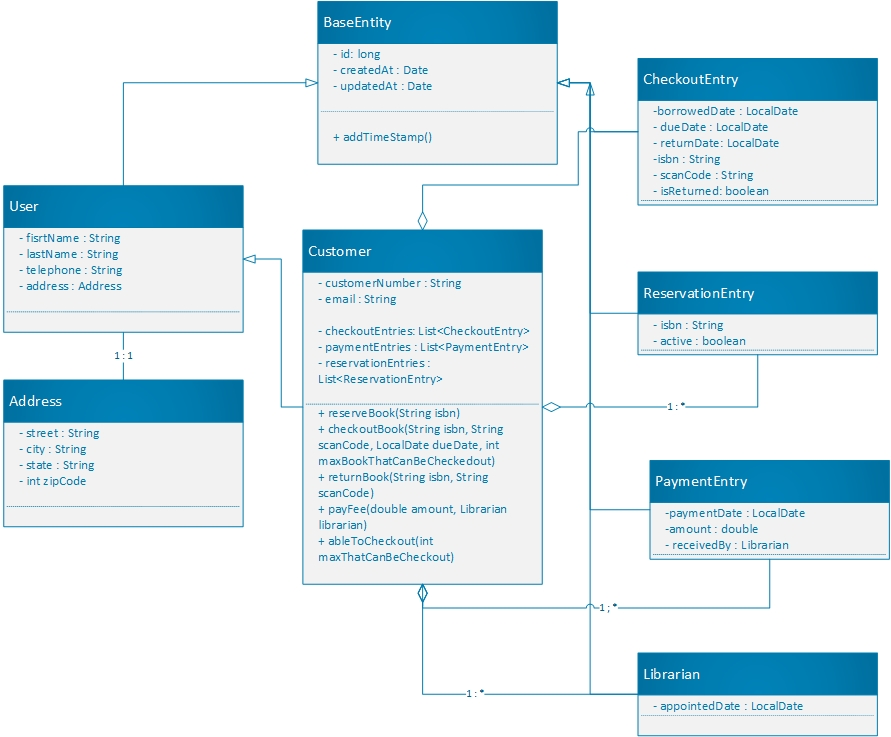 BaseEntity
- id: long
- createdAt : Date
- updatedAt : Date
+ addTimeStamp()
CheckoutEntry
-borrowedDate : LocalDate
- dueDate : LocalDate
- returnDate: LocalDate
-isbn : String
- scanCode : String
- isReturned: boolean
User
- fisrtName : String
- lastName : String
- telephone : String
- address : Address
1:1
Address
- street : String
- city : String
- state : String
- int zipCode
Customer
- customerNumber : String
- email : String
- checkoutEntries: List<CheckoutEntry>
- paymentEntries : List<PaymentEntry>
- reservationEntries :
List<ReservationEntry>
+ reserveBook(String isbn)
+ checkoutBook(String isbn, String
scanCode, LocalDate dueDate, int
maxBookThatCanBeCheckedout)
+ returnBook(String isbn, String
scanCode)
+ payFee(double amount, Librarian
librarian)
+ ableToCheckout(int
maxThatCanBeCheckout)
ReservationEntry
- isbn : String
- active : boolean
1:*
PaymentEntry
-paymentDate : LocalDate
-amount : double
- receivedBy : Librarian
1;*
Librarian
- appointedDate : LocalDate
1:*